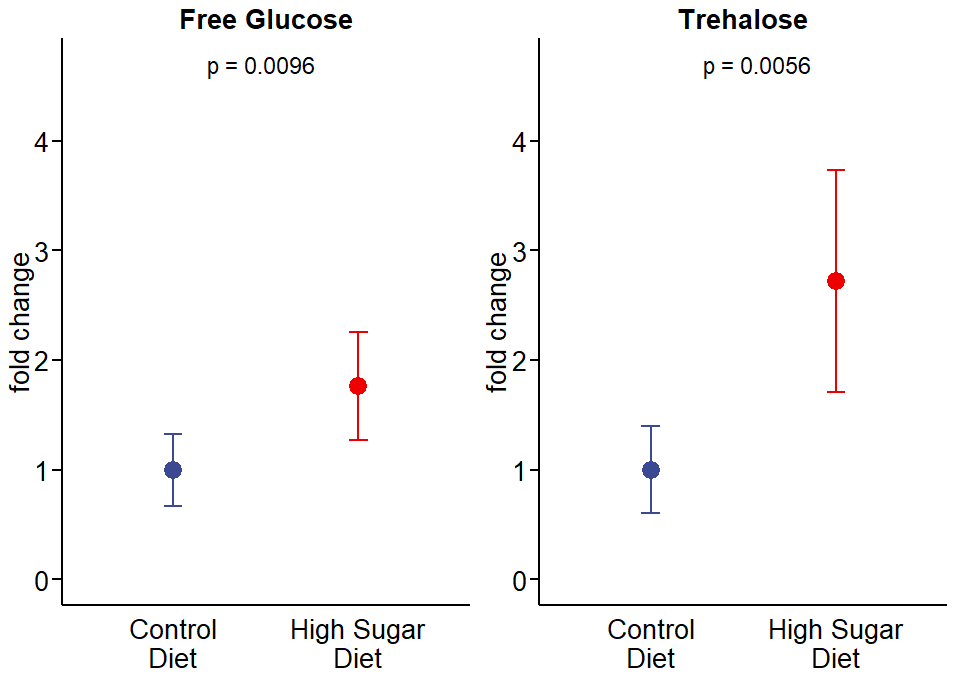 Free Glucose
p = 0.0096
fold change
4
3
2
1
0
Control
Diet
High Sugar
Diet
Trehalose
p = 0.0056
fold change
4
3
2
1
0
Control
Diet
High Sugar
Diet